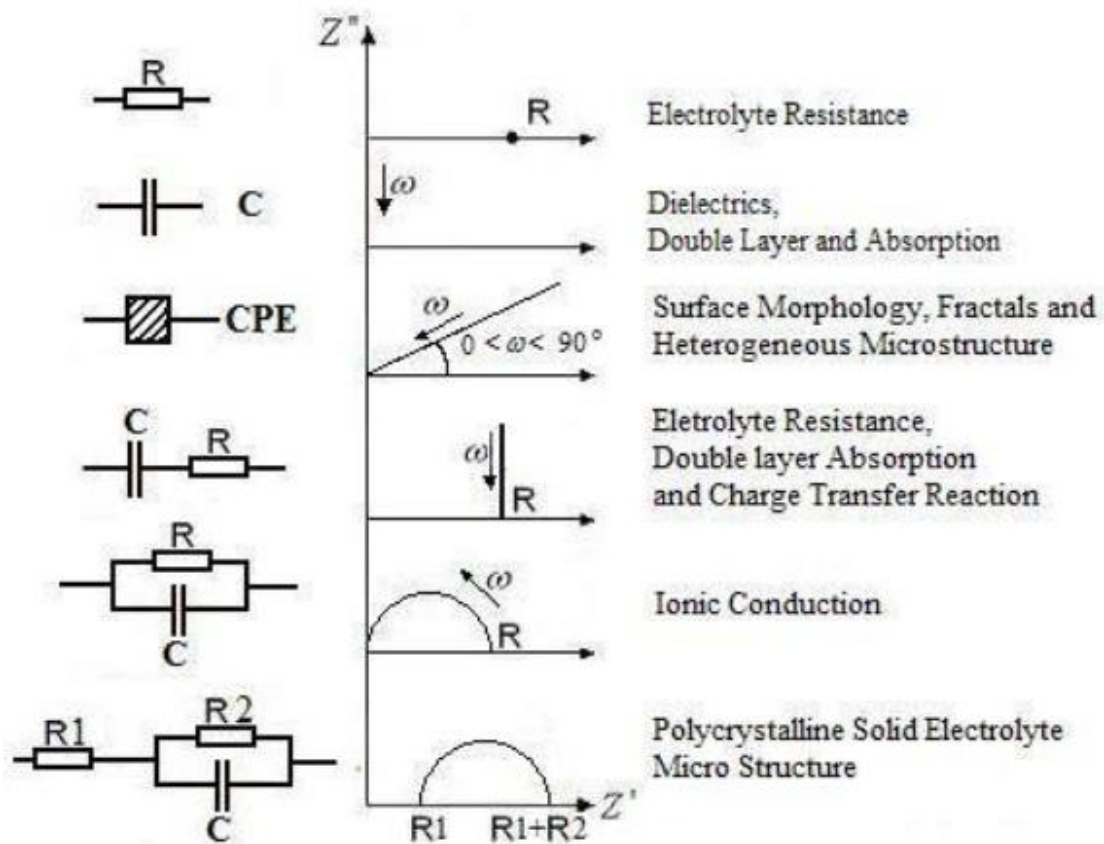 Z"
R
R
Electrolyte Resistance
C
ω
Dielectrics,
Double Layer and Absorption
CPE
ω
0 < ω < 90°
Surface Morphology, Fractals and
Heterogeneous Microstructure
C
R
ω
R
Eletrolyte Resistance,
Double layer Absorption
and Charge Transfer Reaction
R
C
ω
R
Ionic Conduction
R1
R2
C
R1
R1+R2
Z'
Polycrystalline Solid Electrolyte
Micro Structure